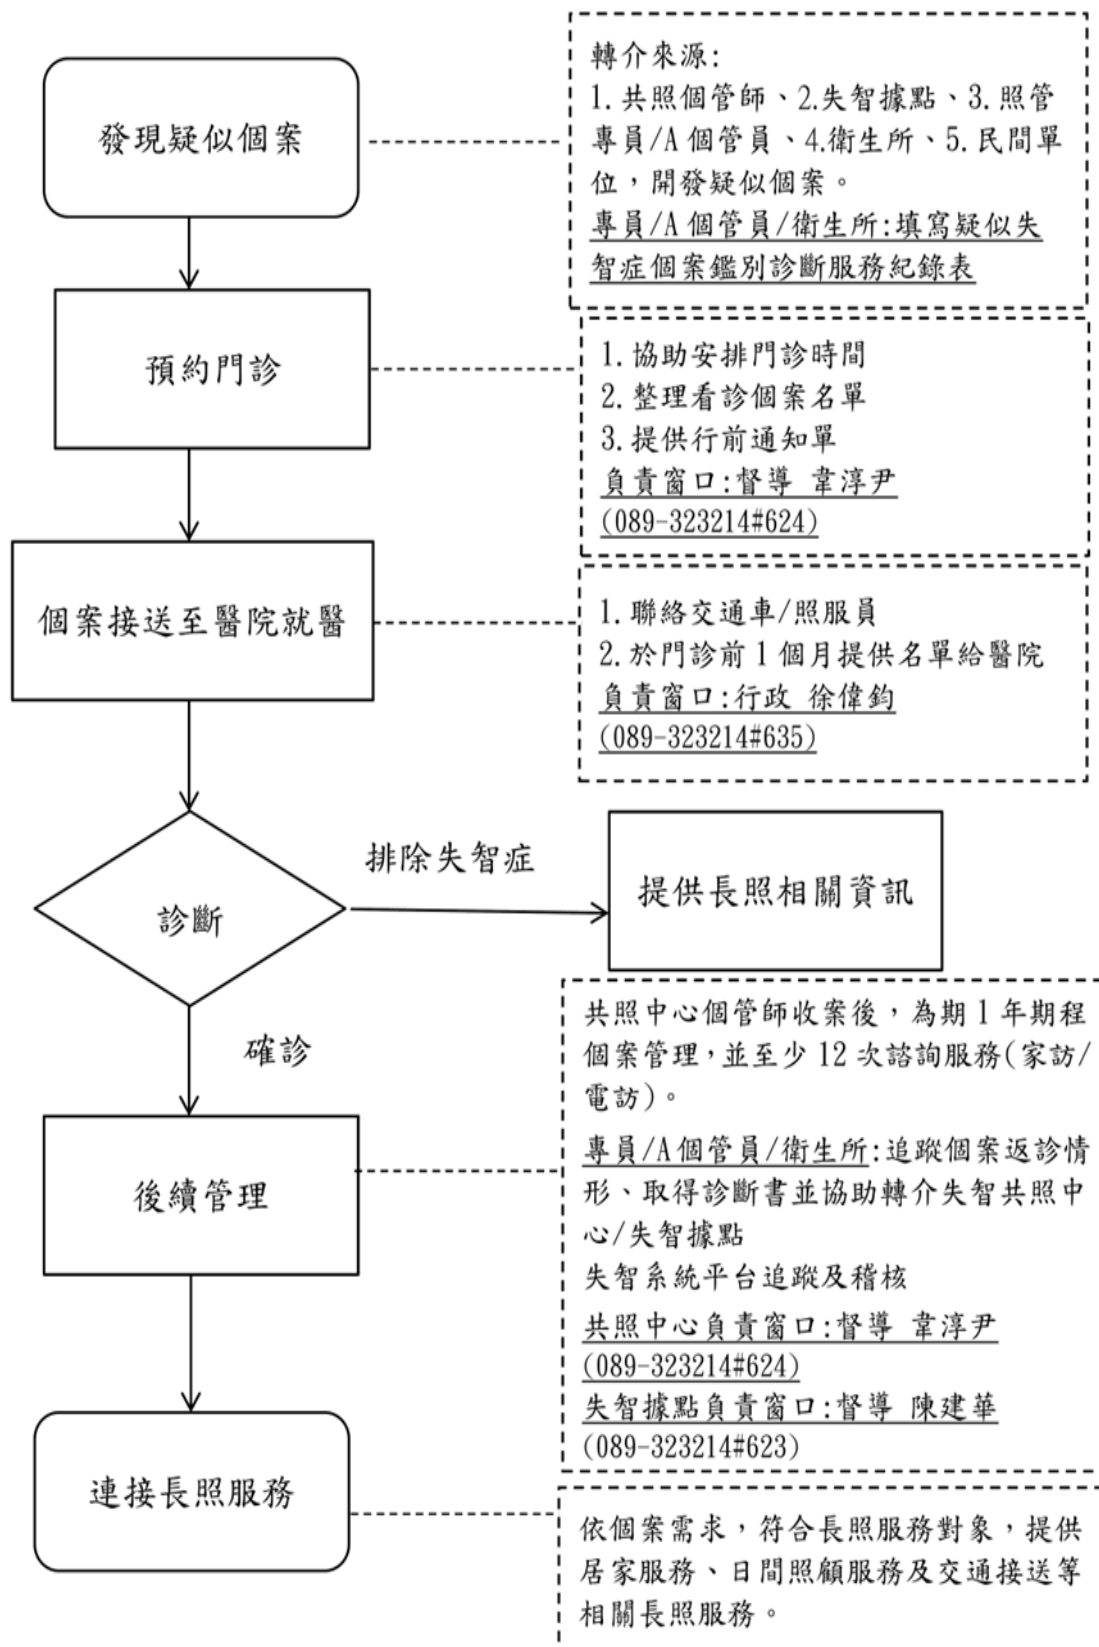 發現疑似個案
轉介來源:
1.共照個管師、2.失智據點、3.照管
專員/A個管員、4.衛生所、5.民間單
位，開發疑似個案。
專員/A個管員/衛生所:填寫疑似失
智症個案鑑別診斷服務紀錄表
預約門診
1.協助安排門診時間
2.整理看診個案名單
3.提供行前通知單
負責窗口:督導 韋淳尹
(089-323214#624)
個案接送至醫院就醫
1.聯絡交通車/照服員
2.於門診前1個月提供名單給醫院
負責窗口:行政 徐偉鈞
(089-323214#635)
診斷
排除失智症
提供長照相關資訊
確診
後續管理
共照中心個管師收案後，為期1年期程
個案管理，並至少12次諮詢服務(家訪/
電訪)。
專員/A個管員/衛生所:追蹤個案返診情
形、取得診斷書並協助轉介失智共照中
心/失智據點
失智系統平台追蹤及稽核
共照中心負責窗口:督導 韋淳尹
(089-323214#624)
失智據點負責窗口:督導 陳建華
(089-323214#623)
連接長照服務
依個案需求，符合長照服務對象，提供
居家服務、日間照顧服務及交通接送等
相關長照服務。